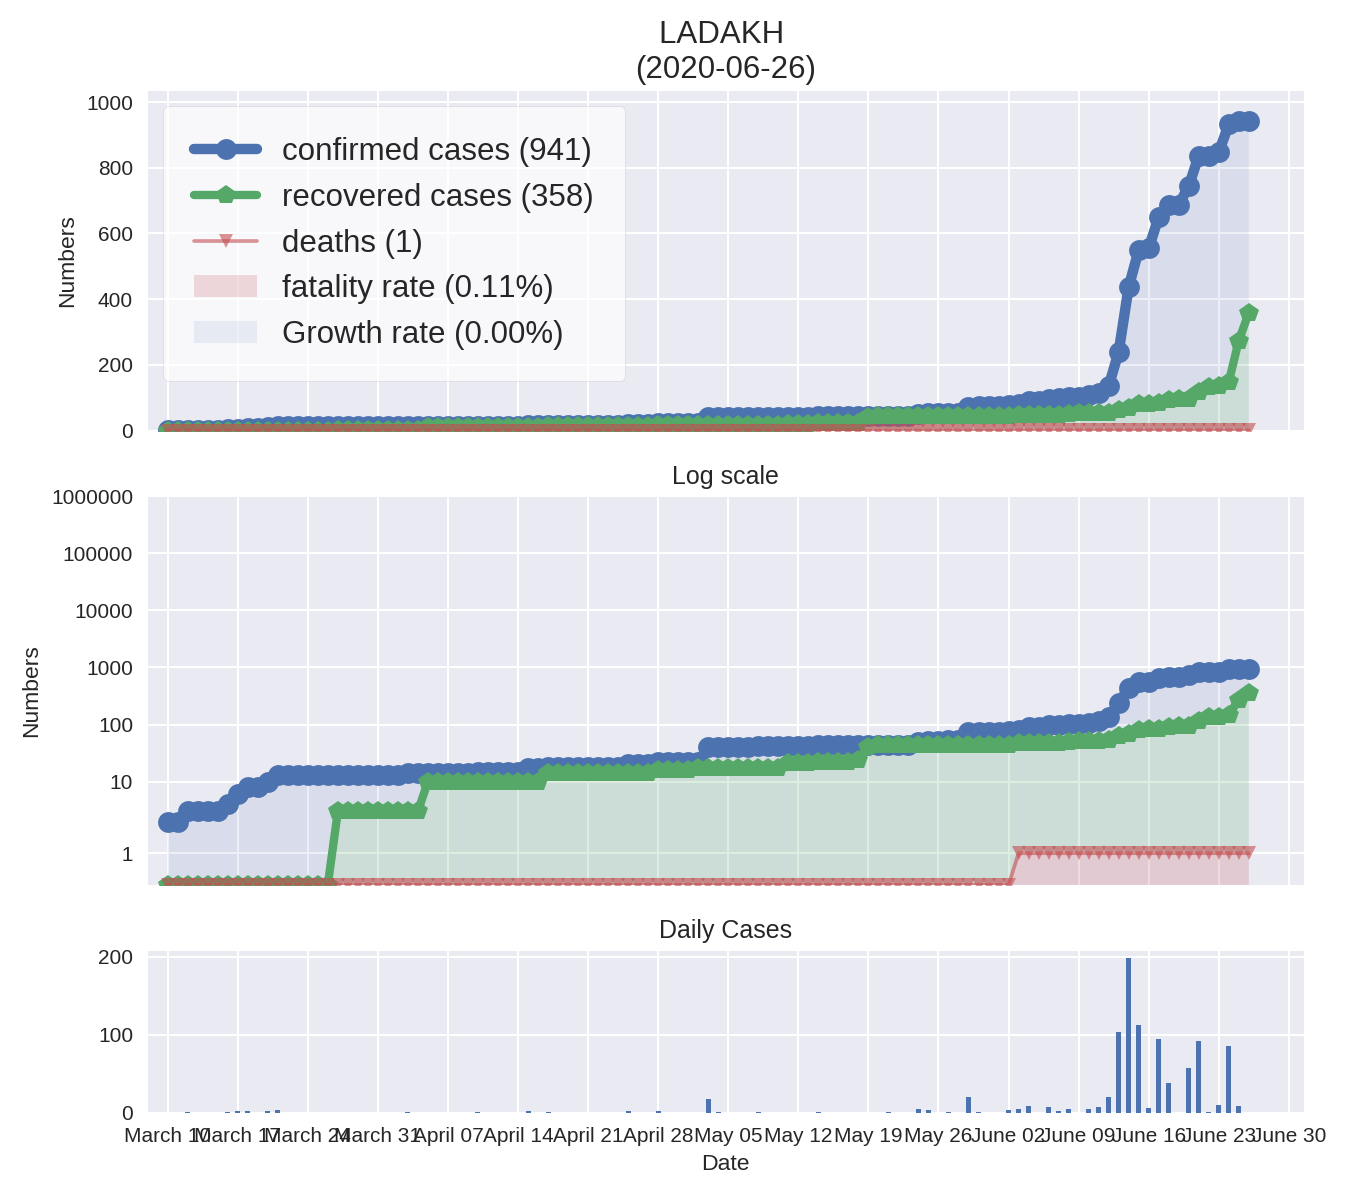 LADAKH
(2020-06-26)
1000
800
600
400
200
0
Numbers
confirmed cases (941)
recovered cases (358)
deaths (1)
fatality rate (0.11%)
Growth rate (0.00%)
Log scale
1000000
100000
10000
1000
100
10
1
Numbers
Daily Cases
200
100
0
March 10 March 17 March 24 March 31 April 07 April 14 April 21 April 28 May 05 May 12 May 19 May 26 June 02 June 09 June 16 June 23 June 30
Date